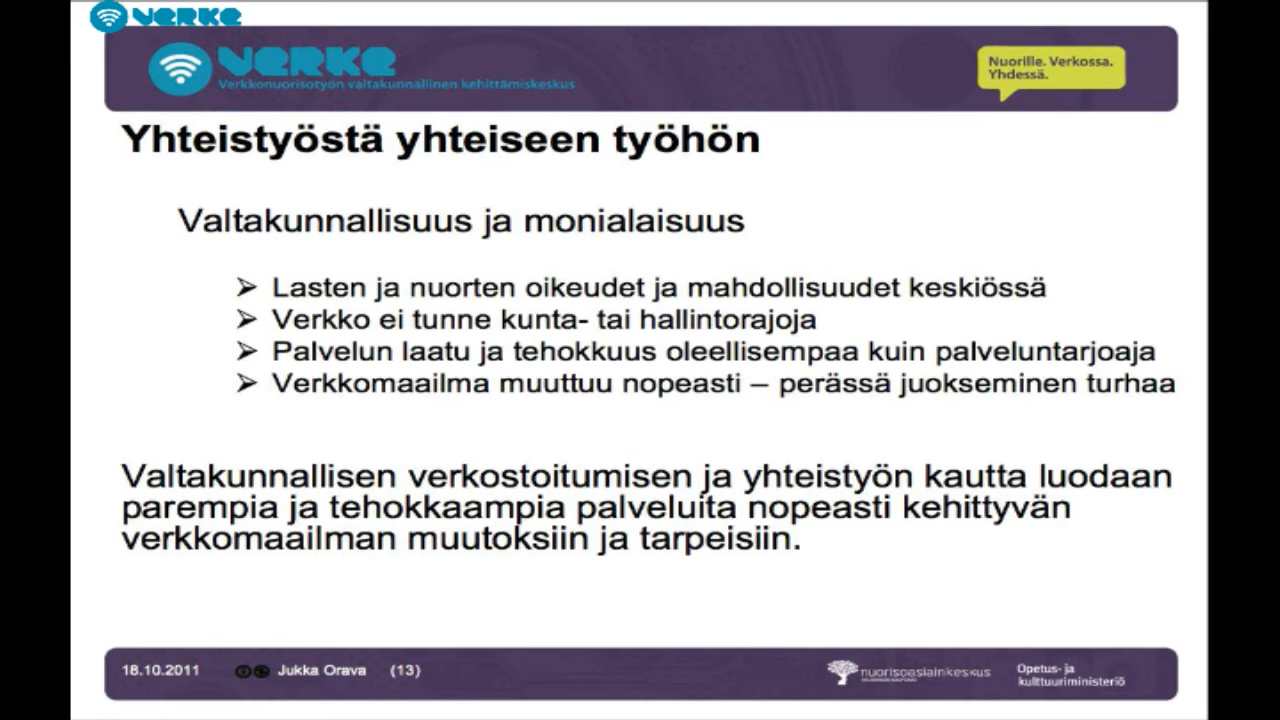 verke
verke
Verkkonuorisotyön valtakunnallinen kehittämiskeskus
Nuorille. Verkossa.
Yhdessä.
Yhteistyöstä yhteiseen työhön
Valtakunnallisuus ja monialaisuus
➢ Lasten ja nuorten oikeudet ja mahdollisuudet keskiössä
➢ Verkko ei tunne kunta- tai hallintorajoja
➢ Palvelun laatu ja tehokkuus oleellisempaa kuin palveluntarjoaja
➢ Verkkomaailma muuttuu nopeasti – perässä juokseminen turhaa
Valtakunnallisen verkostoitumisen ja yhteistyön kautta luodaan
parempia ja tehokkaampia palveluita nopeasti kehittyvän
verkkomaailman muutoksiin ja tarpeisiin.
18.10.2011 Jukka Orava (13)
nuorisoasiainkeskus
Opetus- ja
kulttuuriministeriö